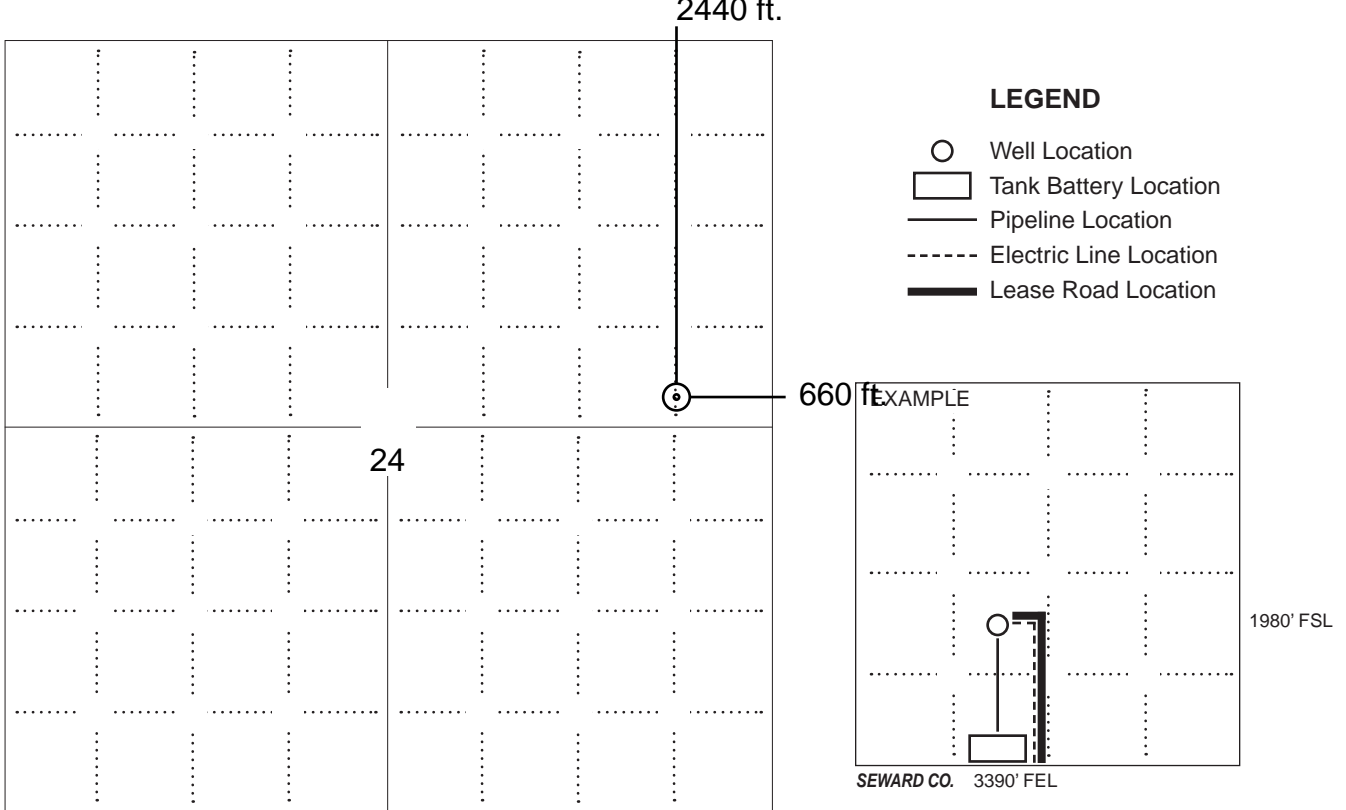 2440 ft.
LEGEND
Well Location
Tank Battery Location
Pipeline Location
Electric Line Location
Lease Road Location
660 ft.
EXAMPLE
24
1980’ FSL
SEWARD CO. 3390’ FEL